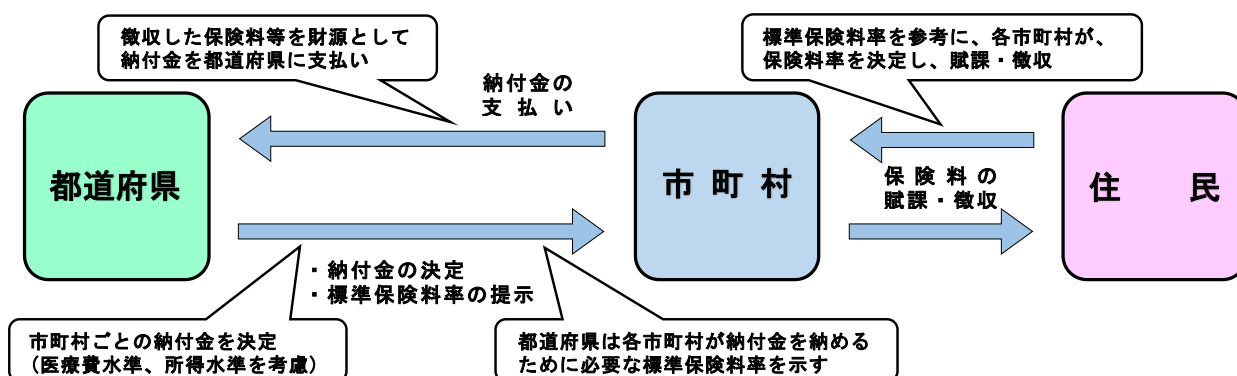 徴収した保険料等を財源として
納付金を都道府県に支払い
標準保険料率を参考に、各市町村が、
保険料率を決定し、賦課・徴収
納付金の
支払い
都道府県
市町村
住民
保険料の
賦課・徴収
・納付金の決定
・標準保険料率の提示
市町村ごとの納付金を決定
（医療費水準、所得水準を考慮）
都道府県は各市町村が納付金を納める
ために必要な標準保険料率を示す